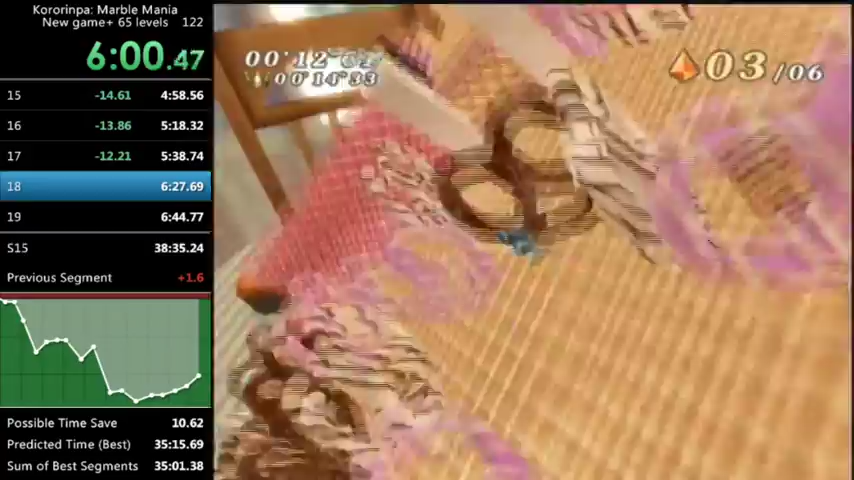 Kororinpa: Marble Mania
New game+ 65 levels 122
6:00.47
15 -14.61 4:58.56
16 -13.86 5:18.32
17 -12.21 5:38.74
18 6:27.69
19 6:44.77
S15 38:35.24
Previous Segment +1.6
Possible Time Save 10.62
Predicted Time (Best) 35:15.69
Sum of Best Segments 35:01.38
00'14"33
03/06